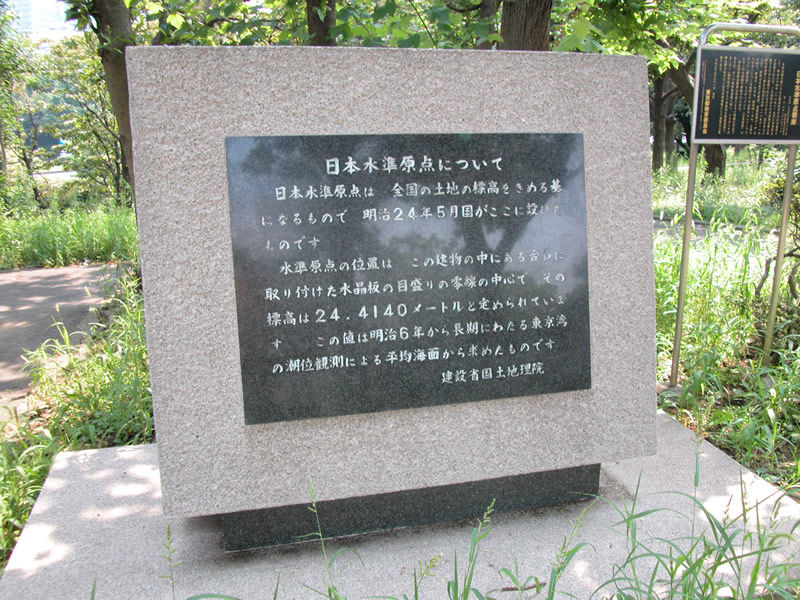 日本水準原点について
日本水準原点は 全国の土地の標高をきめる基
になるもので 明治24年5月国がここに設けた
ものです
水準原点の位置は この建物の中にある台石に
取り付けた水晶板の目盛りの零線の中心で その
標高は24.4140メートルと定められていま
す この値は明治6年から長期にわたる東京湾
の潮位観測による平均海面から求めたものです
建設省国土地理院